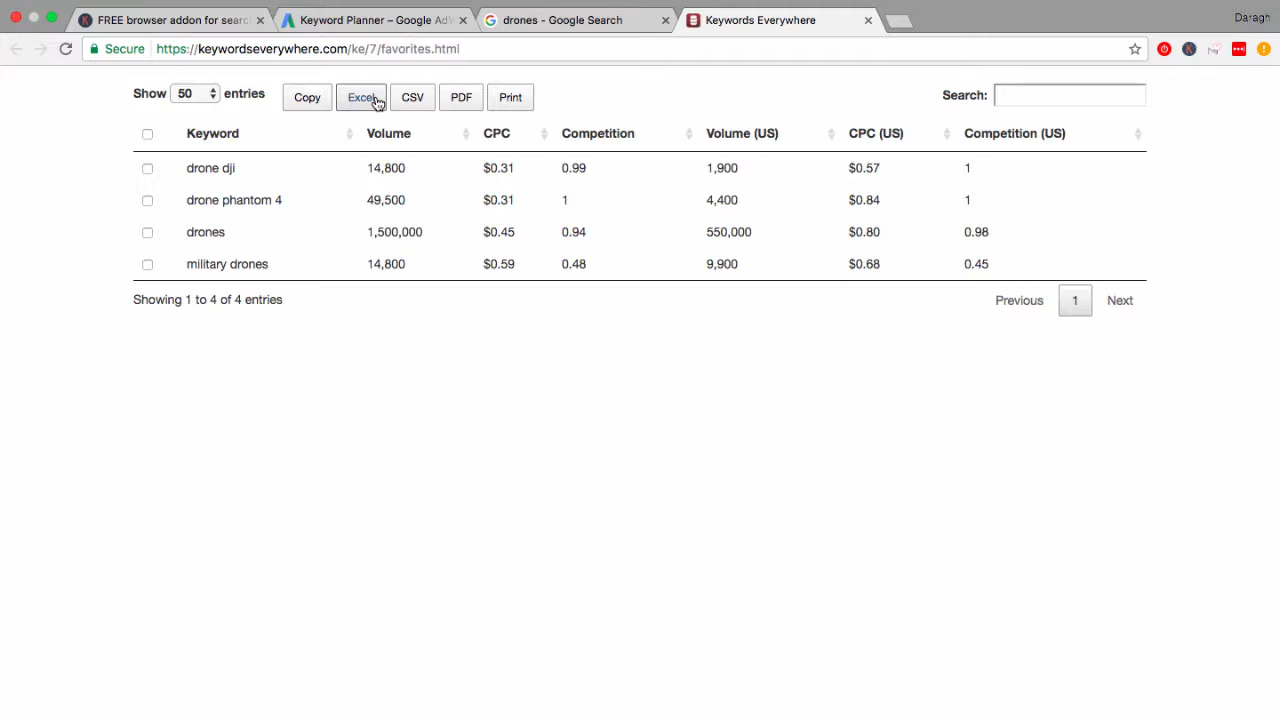 FREE browser addon for searc
Keyword Planner – Google AdW
drones - Google Search
Keywords Everywhere
Daragh
Secure https://keywordseverywhere.com/ke/7/favorites.html
Show 50 entries Copy Excel CSV PDF Print Search:
Keyword Volume CPC Competition Volume (US) CPC (US) Competition (US)
drone dji 14,800 $0.31 0.99 1,900 $0.57 1
drone phantom 4 49,500 $0.31 1 4,400 $0.84 1
drones 1,500,000 $0.45 0.94 550,000 $0.80 0.98
military drones 14,800 $0.59 0.48 9,900 $0.68 0.45
Showing 1 to 4 of 4 entries Previous 1 Next